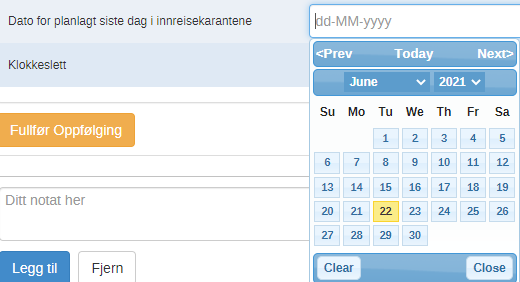 Dato for planlagt siste dag i innreisekarantene
dd-MM-yyyy
<Prev Today Next>
Klokkeslett
June 2021
Su Mo Tu We Th Fr Sa
1 2 3 4 5
Fullfør Oppfølging
6 7 8 9 10 11 12
13 14 15 16 17 18 19
Ditt notat her
20 21 22 23 24 25 26
27 28 29 30
Legg til Fjern
Clear Close